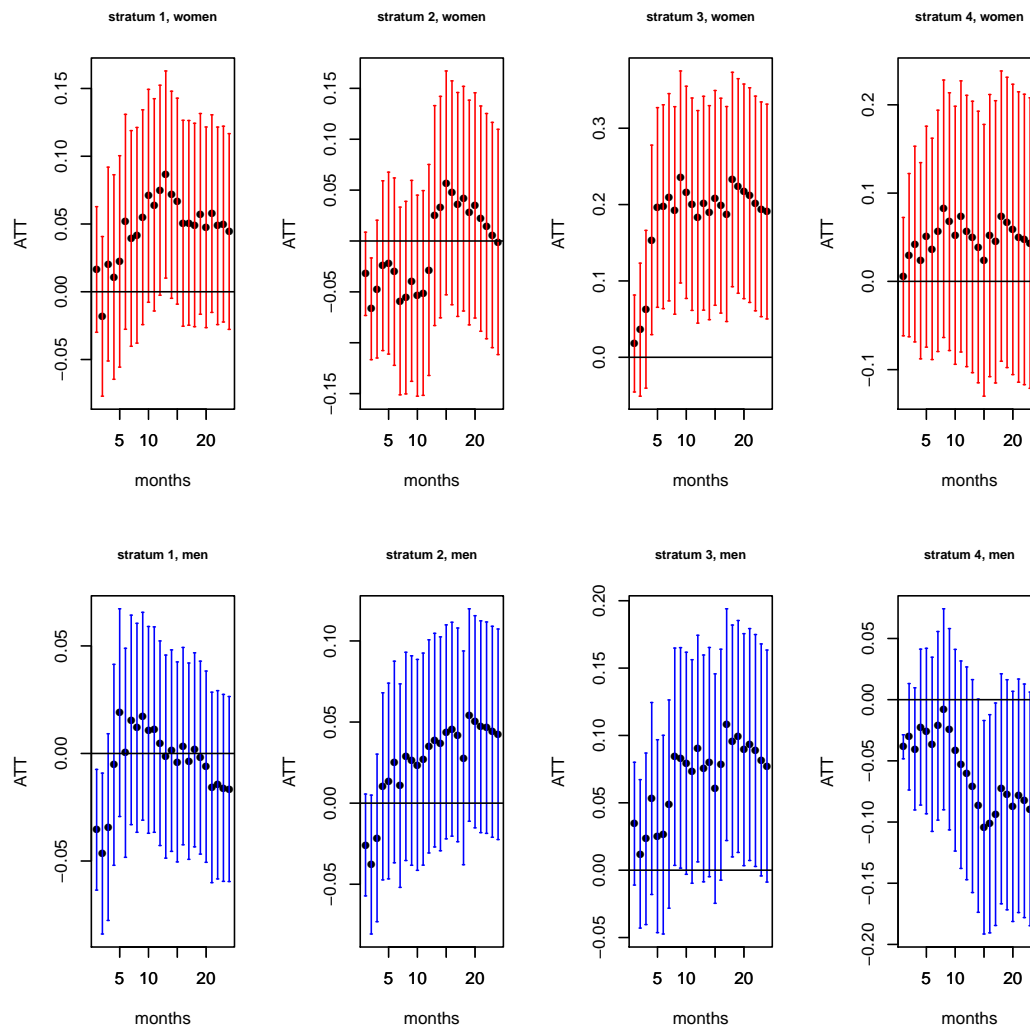 stratum 1, women
ATT
0.15
0.10
0.05
0.00
−0.05
5 10 20
months
stratum 2, women
ATT
0.15
0.05
−0.05
−0.15
5 10 20
months
stratum 3, women
ATT
0.3
0.2
0.1
0.0
5 10 20
months
stratum 4, women
ATT
0.2
0.1
0.0
−0.1
5 10 20
months
stratum 1, men
ATT
0.05
0.00
−0.05
5 10 20
months
stratum 2, men
ATT
0.10
0.05
0.00
−0.05
5 10 20
months
stratum 3, men
ATT
0.20
0.15
0.10
0.05
0.00
−0.05
5 10 20
months
stratum 4, men
ATT
0.05
0.00
−0.05
−0.10
−0.15
−0.20
5 10 20
months